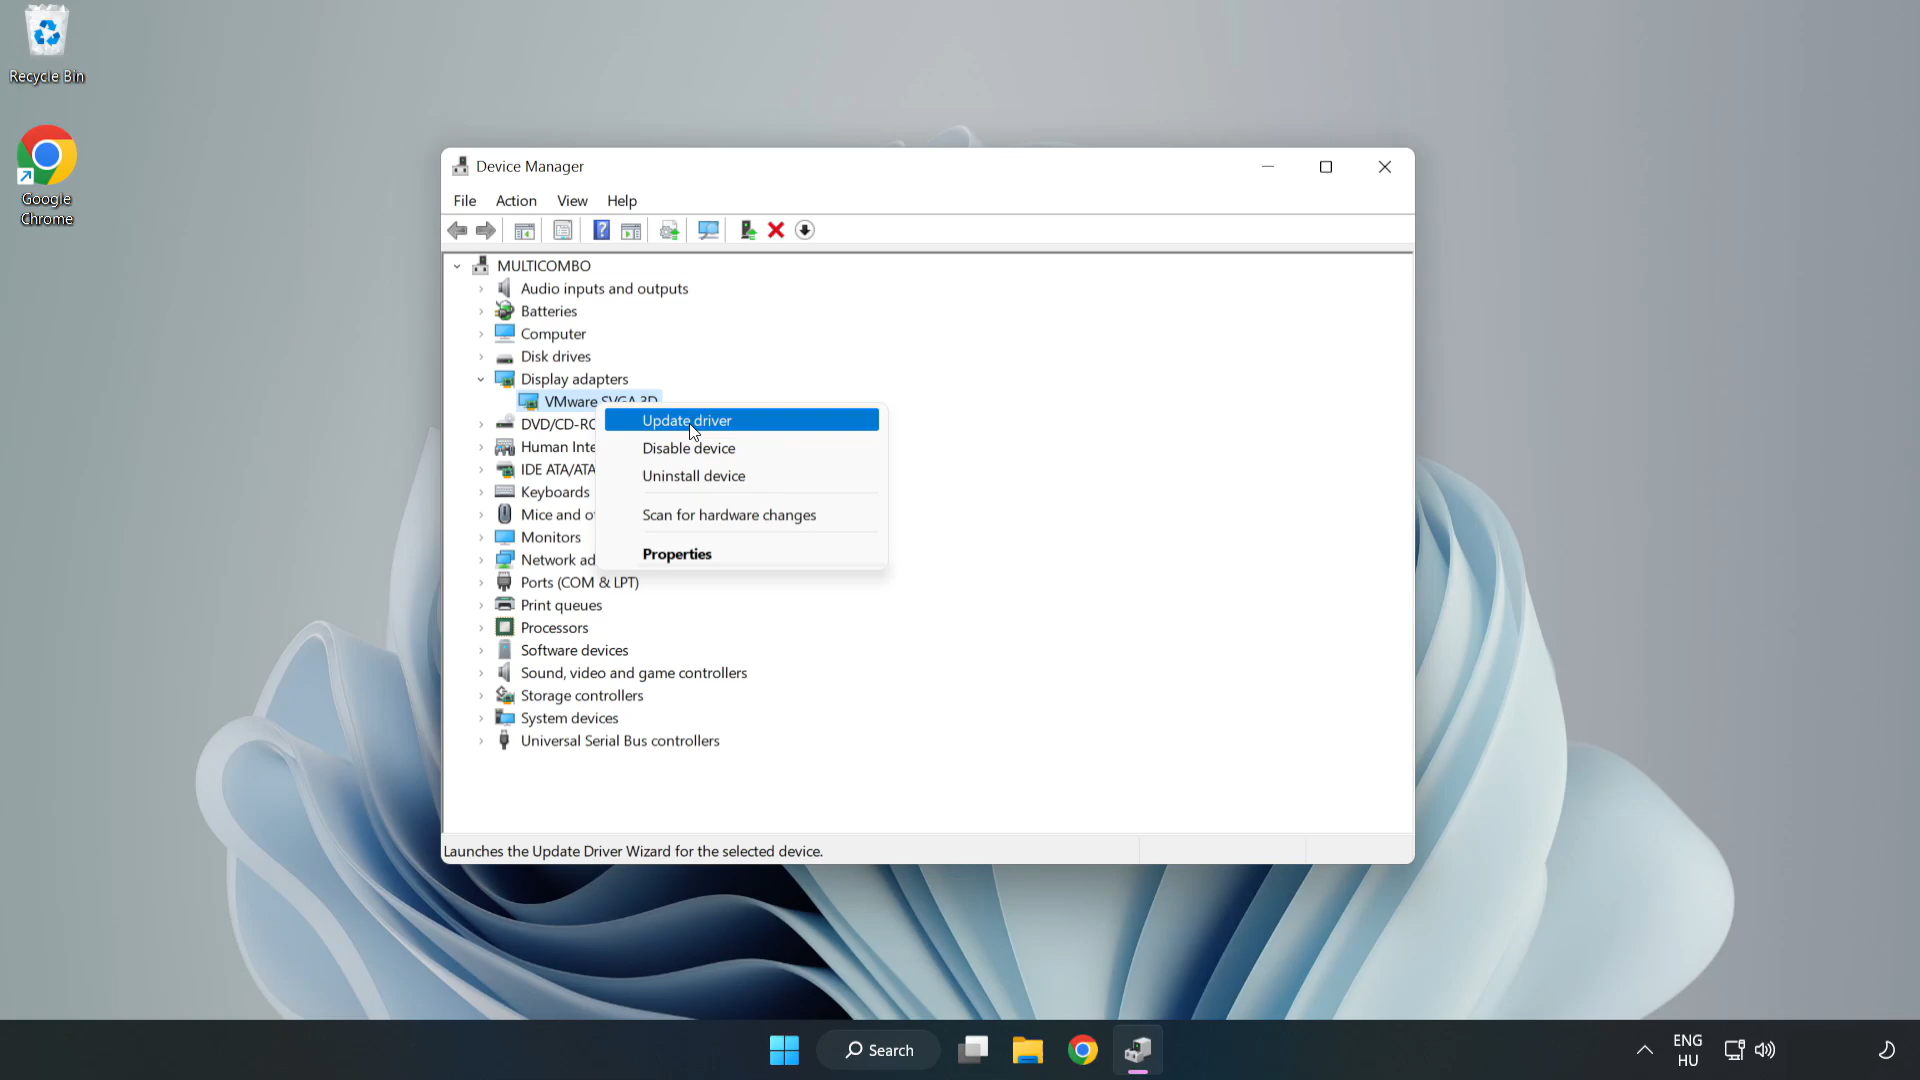 Recycle Bin
Google
Chrome
Device Manager
File Action View Help
MULTICOMBO
Audio inputs and outputs
Batteries
Computer
Disk drives
Display adapters
VMware SVGA 3D
DVD/CD-RO
Human Inte
IDE ATA/ATA
Keyboards
Mice and o
Monitors
Network ad
Ports (COM & LPT)
Print queues
Processors
Software devices
Sound, video and game controllers
Storage controllers
System devices
Universal Serial Bus controllers
Update driver
Disable device
Uninstall device
Scan for hardware changes
Properties
Launches the Update Driver Wizard for the selected device.
Search
ENG
HU